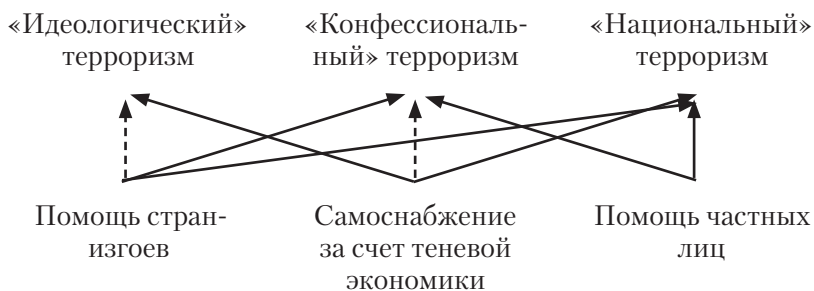 «Идеологический»
терроризм
«Конфессиональ-
ный» терроризм
«Национальный»
терроризм
Помощь стран-
изгоев
Самоснабжение
за счет теневой
экономики
Помощь частных
лиц